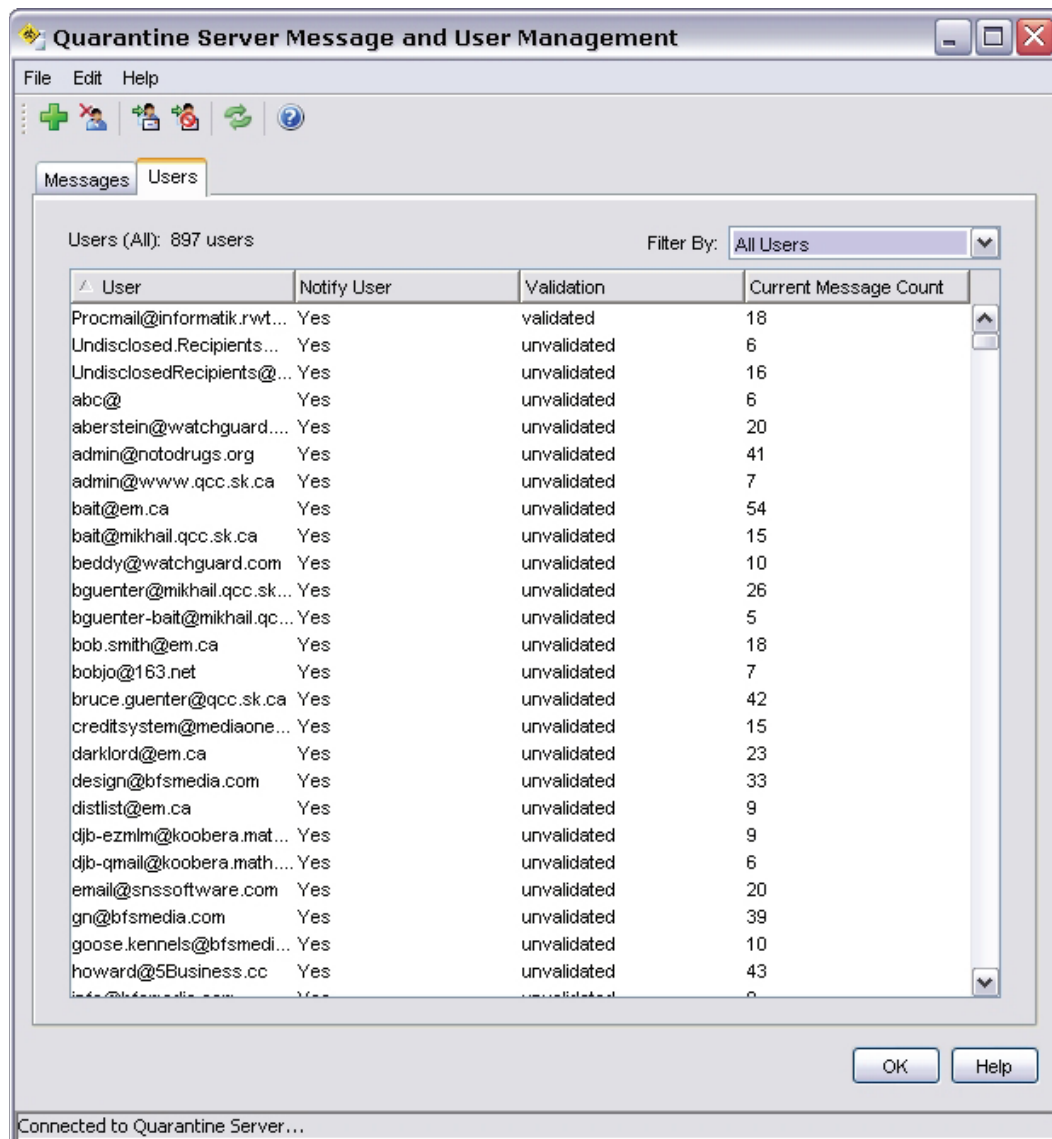 Quarantine Server Message and User Management
File Edit Help
Messages Users
Users (All): 897 users Filter By: All Users
User Notify User Validation Current Message Count
Procmail@informatik.rwt... Yes validated 18
Undisclosed.Recipients... Yes unvalidated 6
UndisclosedRecipients@... Yes unvalidated 16
abc@ Yes unvalidated 6
aberstein@watchguard.... Yes unvalidated 20
admin@notodrugs.org Yes unvalidated 41
admin@www.qcc.sk.ca Yes unvalidated 7
bait@em.ca Yes unvalidated 54
bait@mikhail.qcc.sk.ca Yes unvalidated 15
beddy@watchguard.com Yes unvalidated 10
bguenter@mikhail.qcc.sk... Yes unvalidated 26
bguenter-bait@mikhail.qc... Yes unvalidated 5
bob.smith@em.ca Yes unvalidated 18
bobjo@163.net Yes unvalidated 7
bruce.guenter@qcc.sk.ca Yes unvalidated 42
creditsystem@mediaone... Yes unvalidated 15
darklord@em.ca Yes unvalidated 23
design@bfsmedia.com Yes unvalidated 33
distlist@em.ca Yes unvalidated 9
djb-ezmlm@koobera.mat... Yes unvalidated 9
djb-qmail@koobera.math.... Yes unvalidated 6
email@snssoftware.com Yes unvalidated 20
gn@bfsmedia.com Yes unvalidated 39
goose.kennels@bfsmedi... Yes unvalidated 10
howard@5Business.cc Yes unvalidated 43
info@bfsmedia.com Yes unvalidated
OK Help
Connected to Quarantine Server...